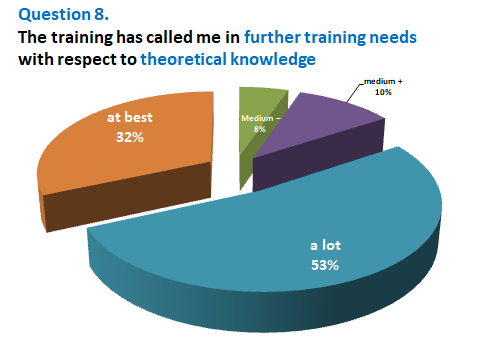 Question 8.
The training has called me in further training needs
with respect to theoretical knowledge
medium +
10%
at best
32%
Medium –
8%
a lot
53%